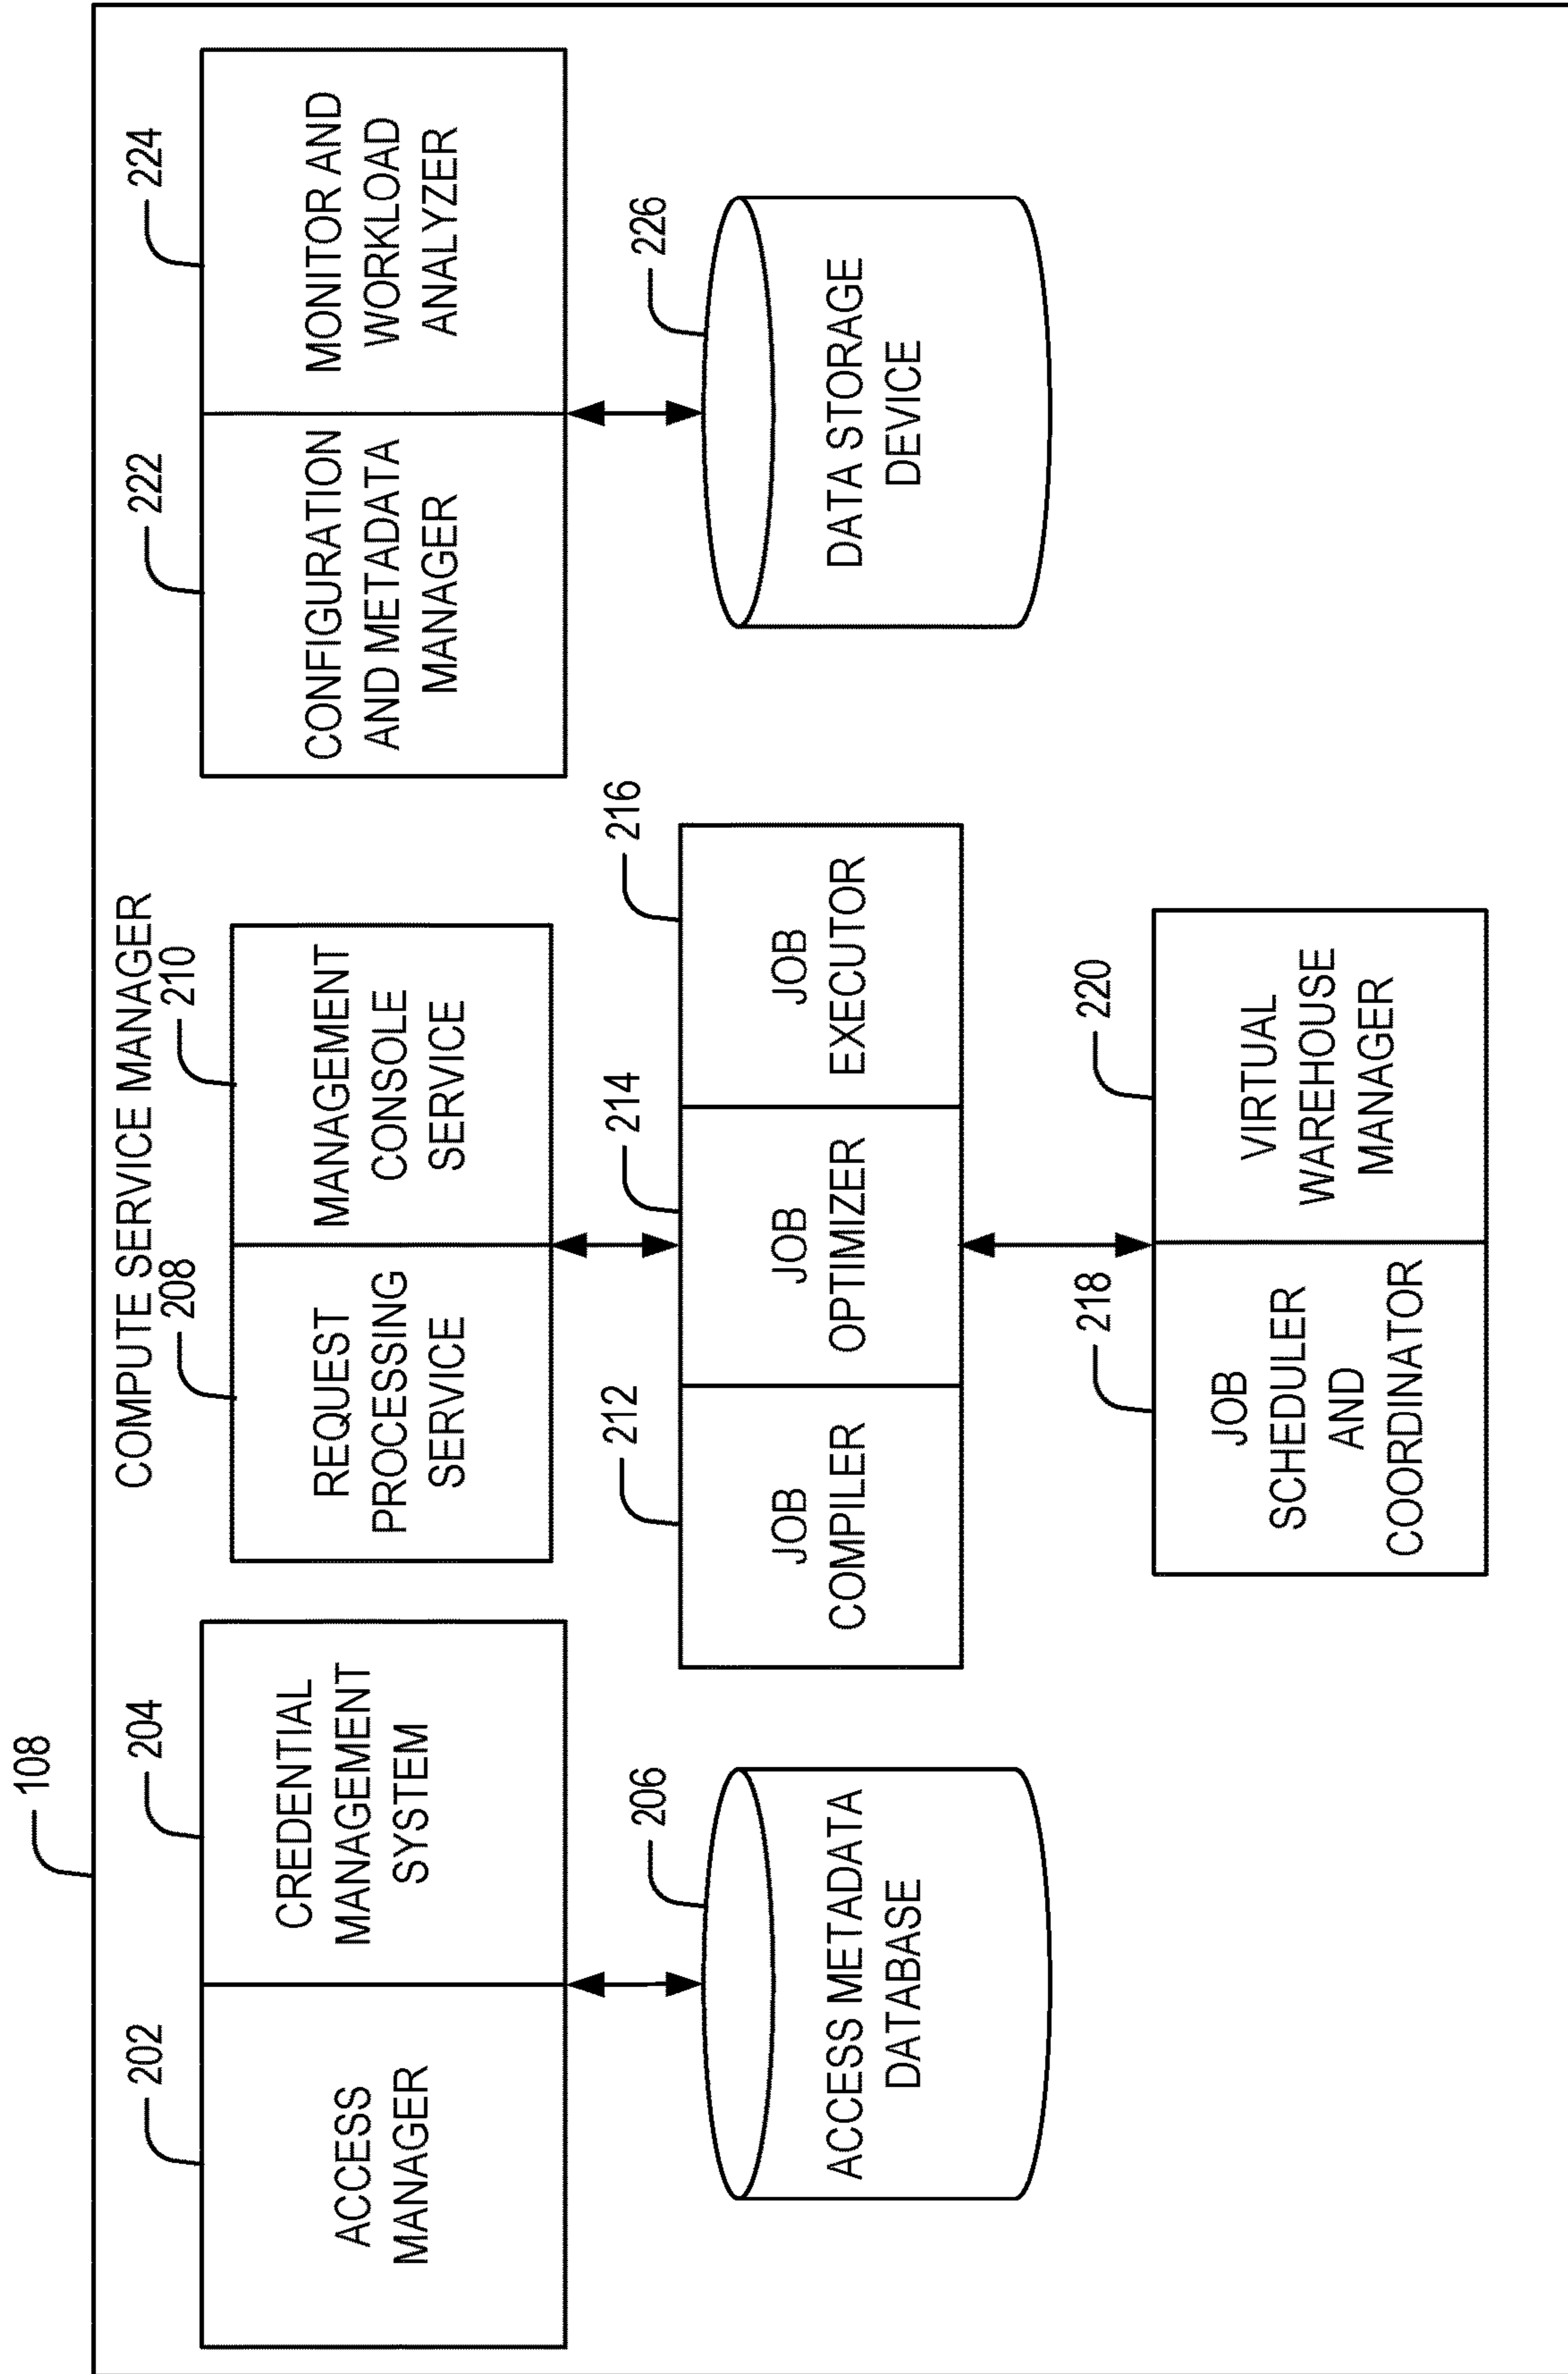 108
COMPUTE SERVICE MANAGER
202
204
ACCESS
MANAGER
CREDENTIAL
MANAGEMENT
SYSTEM
206
ACCESS METADATA
DATABASE
208
210
REQUEST
PROCESSING
SERVICE
MANAGEMENT
CONSOLE
SERVICE
212
214
216
JOB
COMPILER
JOB
OPTIMIZER
JOB
EXECUTOR
218
220
JOB
SCHEDULER
AND
COORDINATOR
VIRTUAL
WAREHOUSE
MANAGER
222
224
CONFIGURATION
AND METADATA
MANAGER
MONITOR AND
WORKLOAD
ANALYZER
226
DATA STORAGE
DEVICE